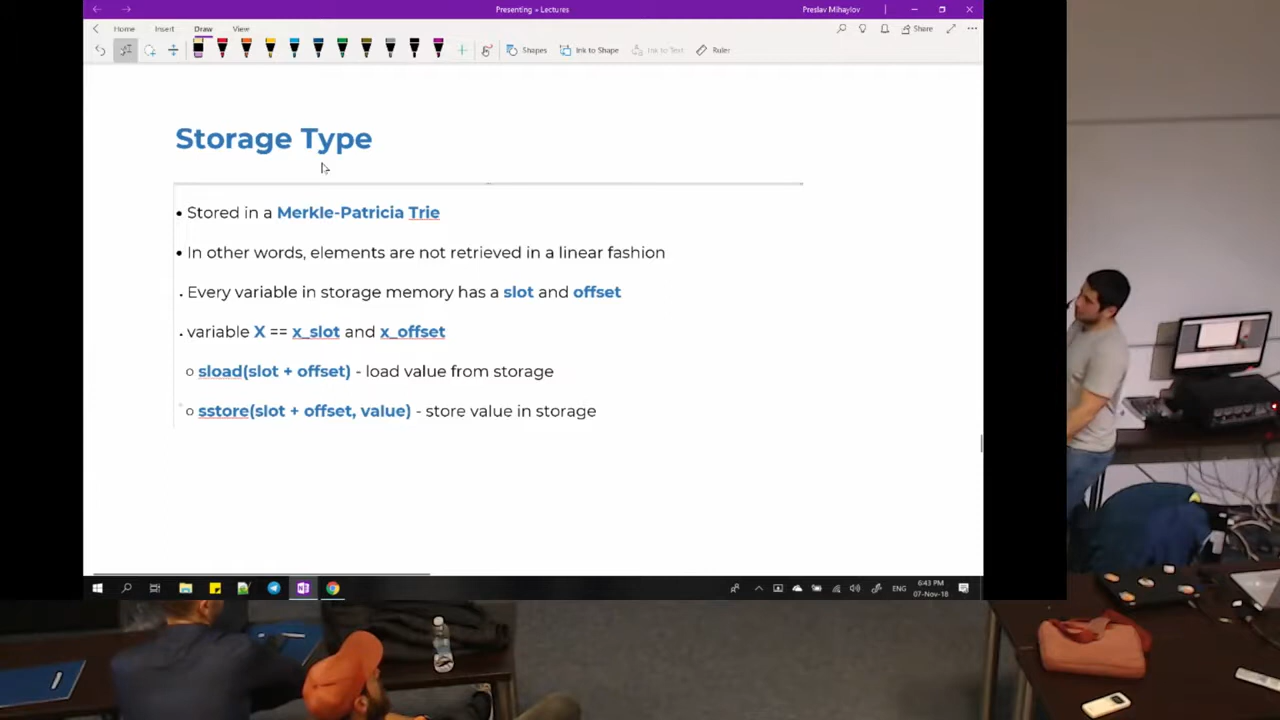 Presenting » Lectures
Preslav Mihaylov
Home Insert Draw View
Share
Shapes Ink to Shape Ink to Text Ruler
Storage Type
• Stored in a Merkle-Patricia Trie
• In other words, elements are not retrieved in a linear fashion
. Every variable in storage memory has a slot and offset
. variable X == x_slot and x_offset
o sload(slot + offset) - load value from storage
o sstore(slot + offset, value) - store value in storage
ENG
6:43 PM
07-Nov-18